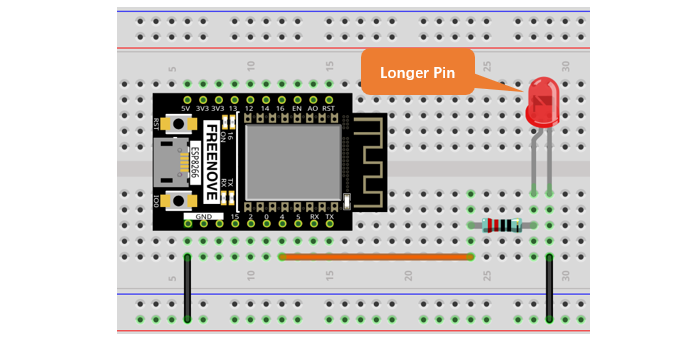 5 10 15 25 30
Longer Pin
5V 3V3 3V3 13 12 14 16 EN AO RST
RST
ON 16
FREENOVE
ESP8266
RX TX
IO0
GND 15 2 0 4 5 RX TX
5 10 15 20 25 30